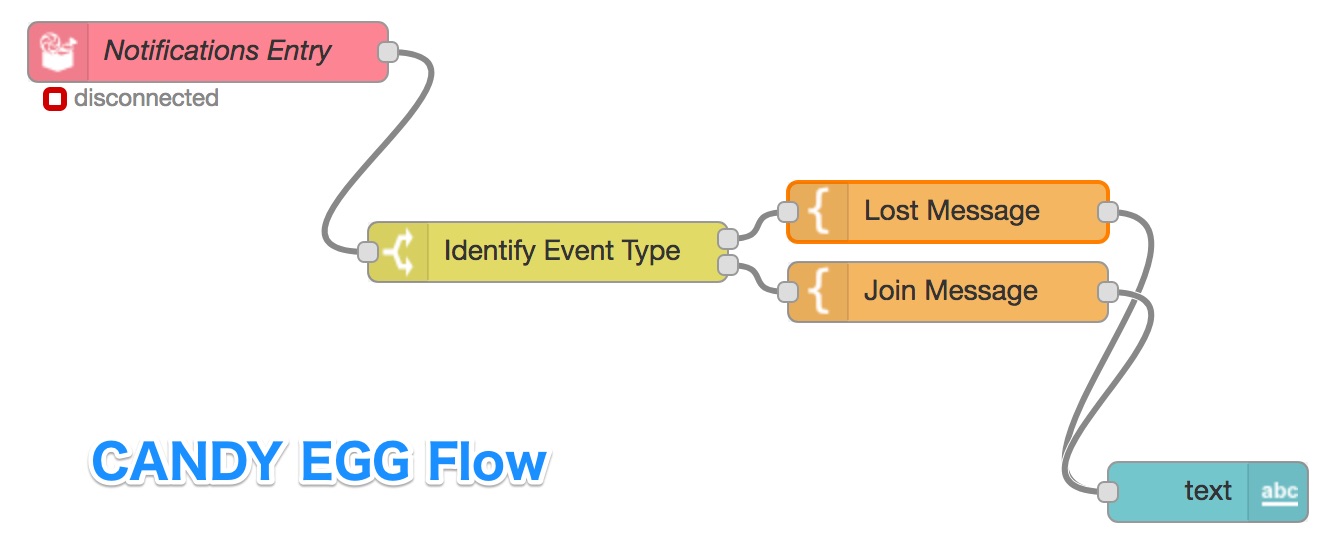 Notifications Entry
disconnected
Lost Message
Identify Event Type
Join Message
CANDY EGG Flow
text
abc